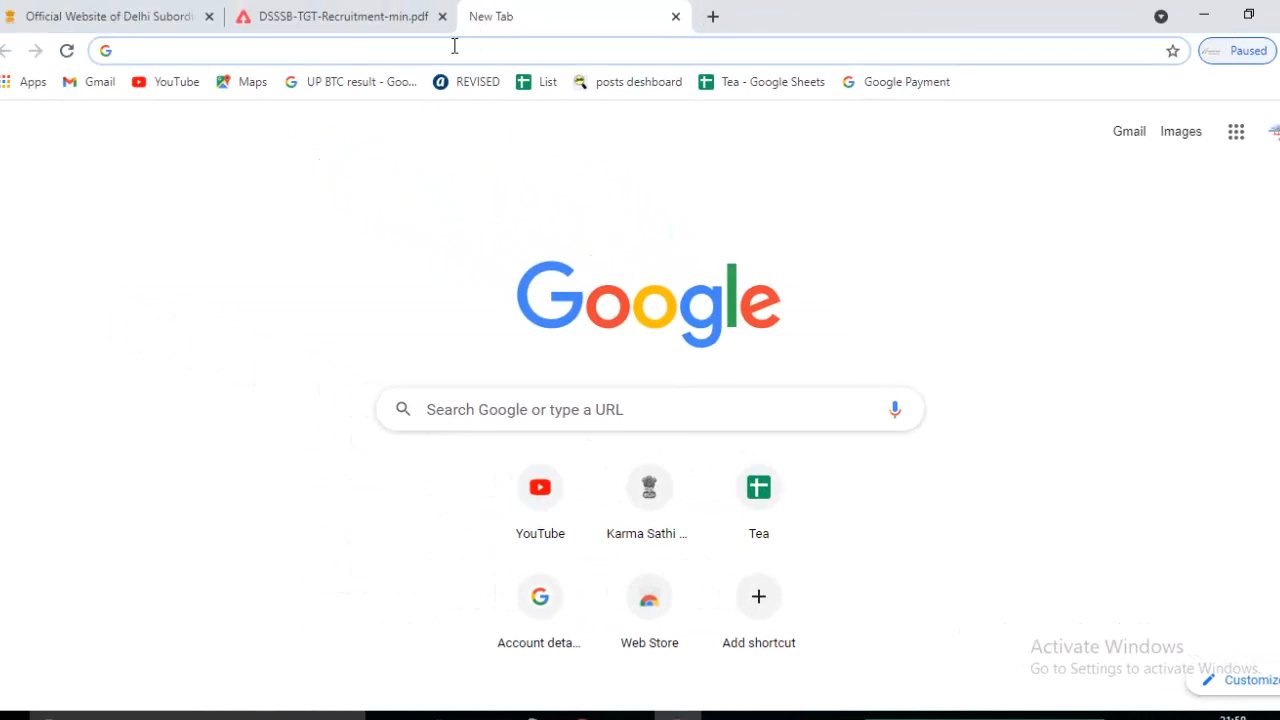 Official Website of Delhi Subordi
DSSSB-TGT-Recruitment-min.pdf
New Tab
Paused
Apps
Gmail
YouTube
Maps
UP BTC result - Goo...
REVISED
List
posts deshboard
Tea - Google Sheets
Google Payment
Gmail
Images
Google
Search Google or type a URL
YouTube
Karma Sathi ...
Tea
Account deta...
Web Store
Add shortcut
Activate Windows
Go to Settings to activate Windows.
Customize